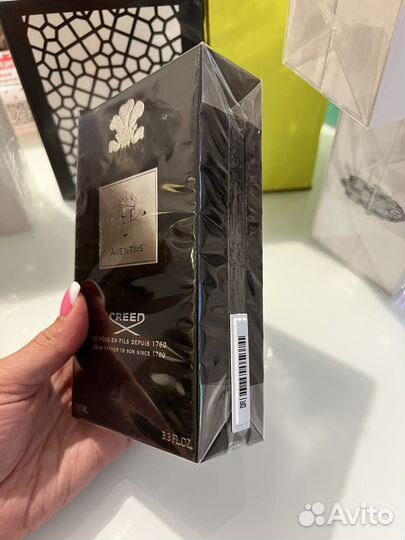 AVENTUS
CREED
DE PÈRE EN FILS DEPUIS 1760
FROM FATHER TO SON SINCE 1760
100 ML
3.3 FL.OZ.
Avito